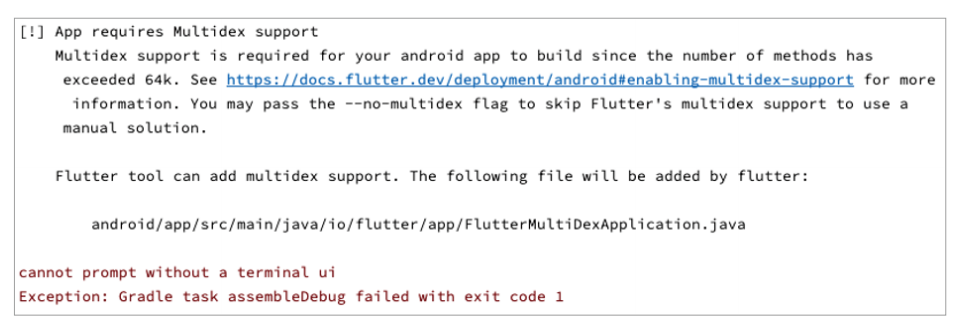 [!] App requires Multidex support
Multidex support is required for your android app to build since the number of methods has
exceeded 64k. See https://docs.flutter.dev/deployment/android#enabling-multidex-support for more
information. You may pass the --no-multidex flag to skip Flutter's multidex support to use a
manual solution.
Flutter tool can add multidex support. The following file will be added by flutter:
android/app/src/main/java/io/flutter/app/FlutterMultiDexApplication.java
cannot prompt without a terminal ui
Exception: Gradle task assembleDebug failed with exit code 1